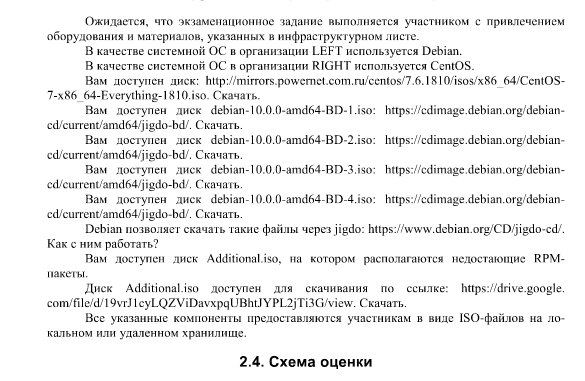 Ожидается, что экзаменационное задание выполняется участником с привлечением
оборудования и материалов, указанных в инфраструктурном листе.
В качестве системной ОС в организации LEFT используется Debian.
В качестве системной ОС в организации RIGHT используется CentOS.
Вам доступен диск: http://mirrors.powernet.com.ru/centos/7.6.1810/isos/x86_64/CentOS-
7-x86_64-Everything-1810.iso. Скачать.
Вам доступен диск debian-10.0.0-amd64-BD-1.iso: https://cdimage.debian.org/debian-
cd/current/amd64/jigdo-bd/. Скачать.
Вам доступен диск debian-10.0.0-amd64-BD-2.iso: https://cdimage.debian.org/debian-
cd/current/amd64/jigdo-bd/. Скачать.
Вам доступен диск debian-10.0.0-amd64-BD-3.iso: https://cdimage.debian.org/debian-
cd/current/amd64/jigdo-bd/. Скачать.
Вам доступен диск debian-10.0.0-amd64-BD-4.iso: https://cdimage.debian.org/debian-
cd/current/amd64/jigdo-bd/. Скачать.
Debian позволяет скачать такие файлы через jigdo: https://www.debian.org/CD/jigdo-cd/.
Как с ним работать?
Вам доступен диск Additional.iso, на котором располагаются недостающие RPM-
пакеты.
Диск Additional.iso доступен для скачивания по ссылке: https://drive.google.
com/file/d/19vrJ1cyLQZViDavxpqUBhtJYPL2jTi3G/view. Скачать.
Все указанные компоненты предоставляются участникам в виде ISO-файлов на ло-
кальном или удаленном хранилище.
2.4. Схема оценки